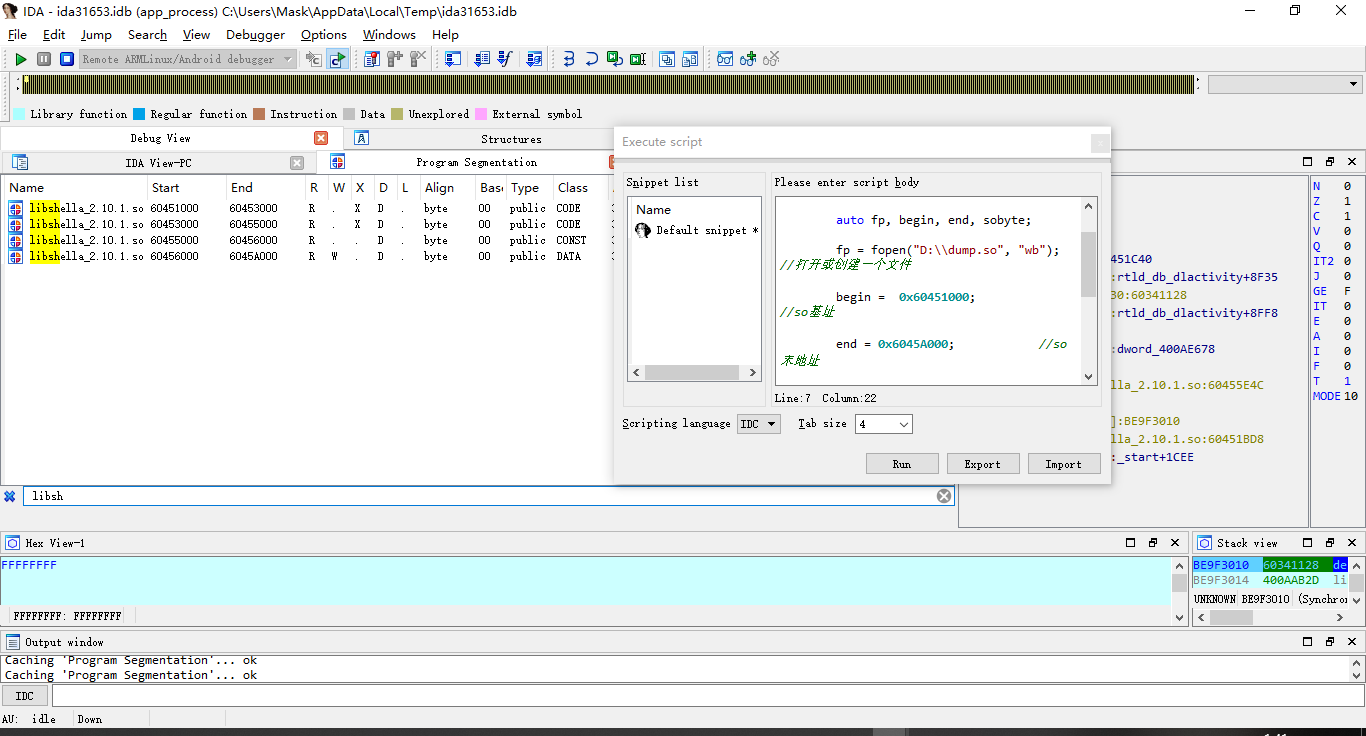 IDA - ida31653.idb (app_process) C:\Users\Mask\AppData\Local\Temp\ida31653.idb
File Edit Jump Search View Debugger Options Windows Help
Remote ARMLinux/Android debugger
Library function Regular function Instruction Data Unexplored External symbol
Debug View Structures
IDA View-PC Program Segmentation
Name Start End R W X D L Align Base Type Class
libshella_2.10.1.so 60451000 60453000 R . X D . byte 00 public CODE
libshella_2.10.1.so 60453000 60455000 R . X D . byte 00 public CODE
libshella_2.10.1.so 60455000 60456000 R . . D . byte 00 public CONST
libshella_2.10.1.so 60456000 6045A000 R W . D . byte 00 public DATA
libsh
Execute script
Snippet list
Name
Default snippet *
Please enter script body
auto fp, begin, end, sobyte;
fp = fopen("D:\\dump.so", "wb");
//打开或创建一个文件
begin = 0x60451000;
//so基址
end = 0x6045A000; //so
末地址
Line:7 Column:22
Scripting language IDC Tab size 4
Run Export Import
451C40
:rtld_db_dlactivity+8F35
30:60341128
:rtld_db_dlactivity+8FF8
:dword_400AE678
lla_2.10.1.so:60455E4C
]:BE9F3010
lla_2.10.1.so:60451BD8
:_start+1CEE
N 0
Z 1
C 1
V 0
Q 0
IT2 0
J 0
GE F
IT 0
E 0
A 0
I 0
F 0
T 1
MODE 10
Hex View-1
FFFFFFFF
FFFFFFFF: FFFFFFFF
Stack view
BE9F3010 60341128 de
BE9F3014 400AAB2D li
UNKNOWN BE9F3010 (Synchro
Output window
Caching 'Program Segmentation'... ok
Caching 'Program Segmentation'... ok
IDC
AU: idle Down